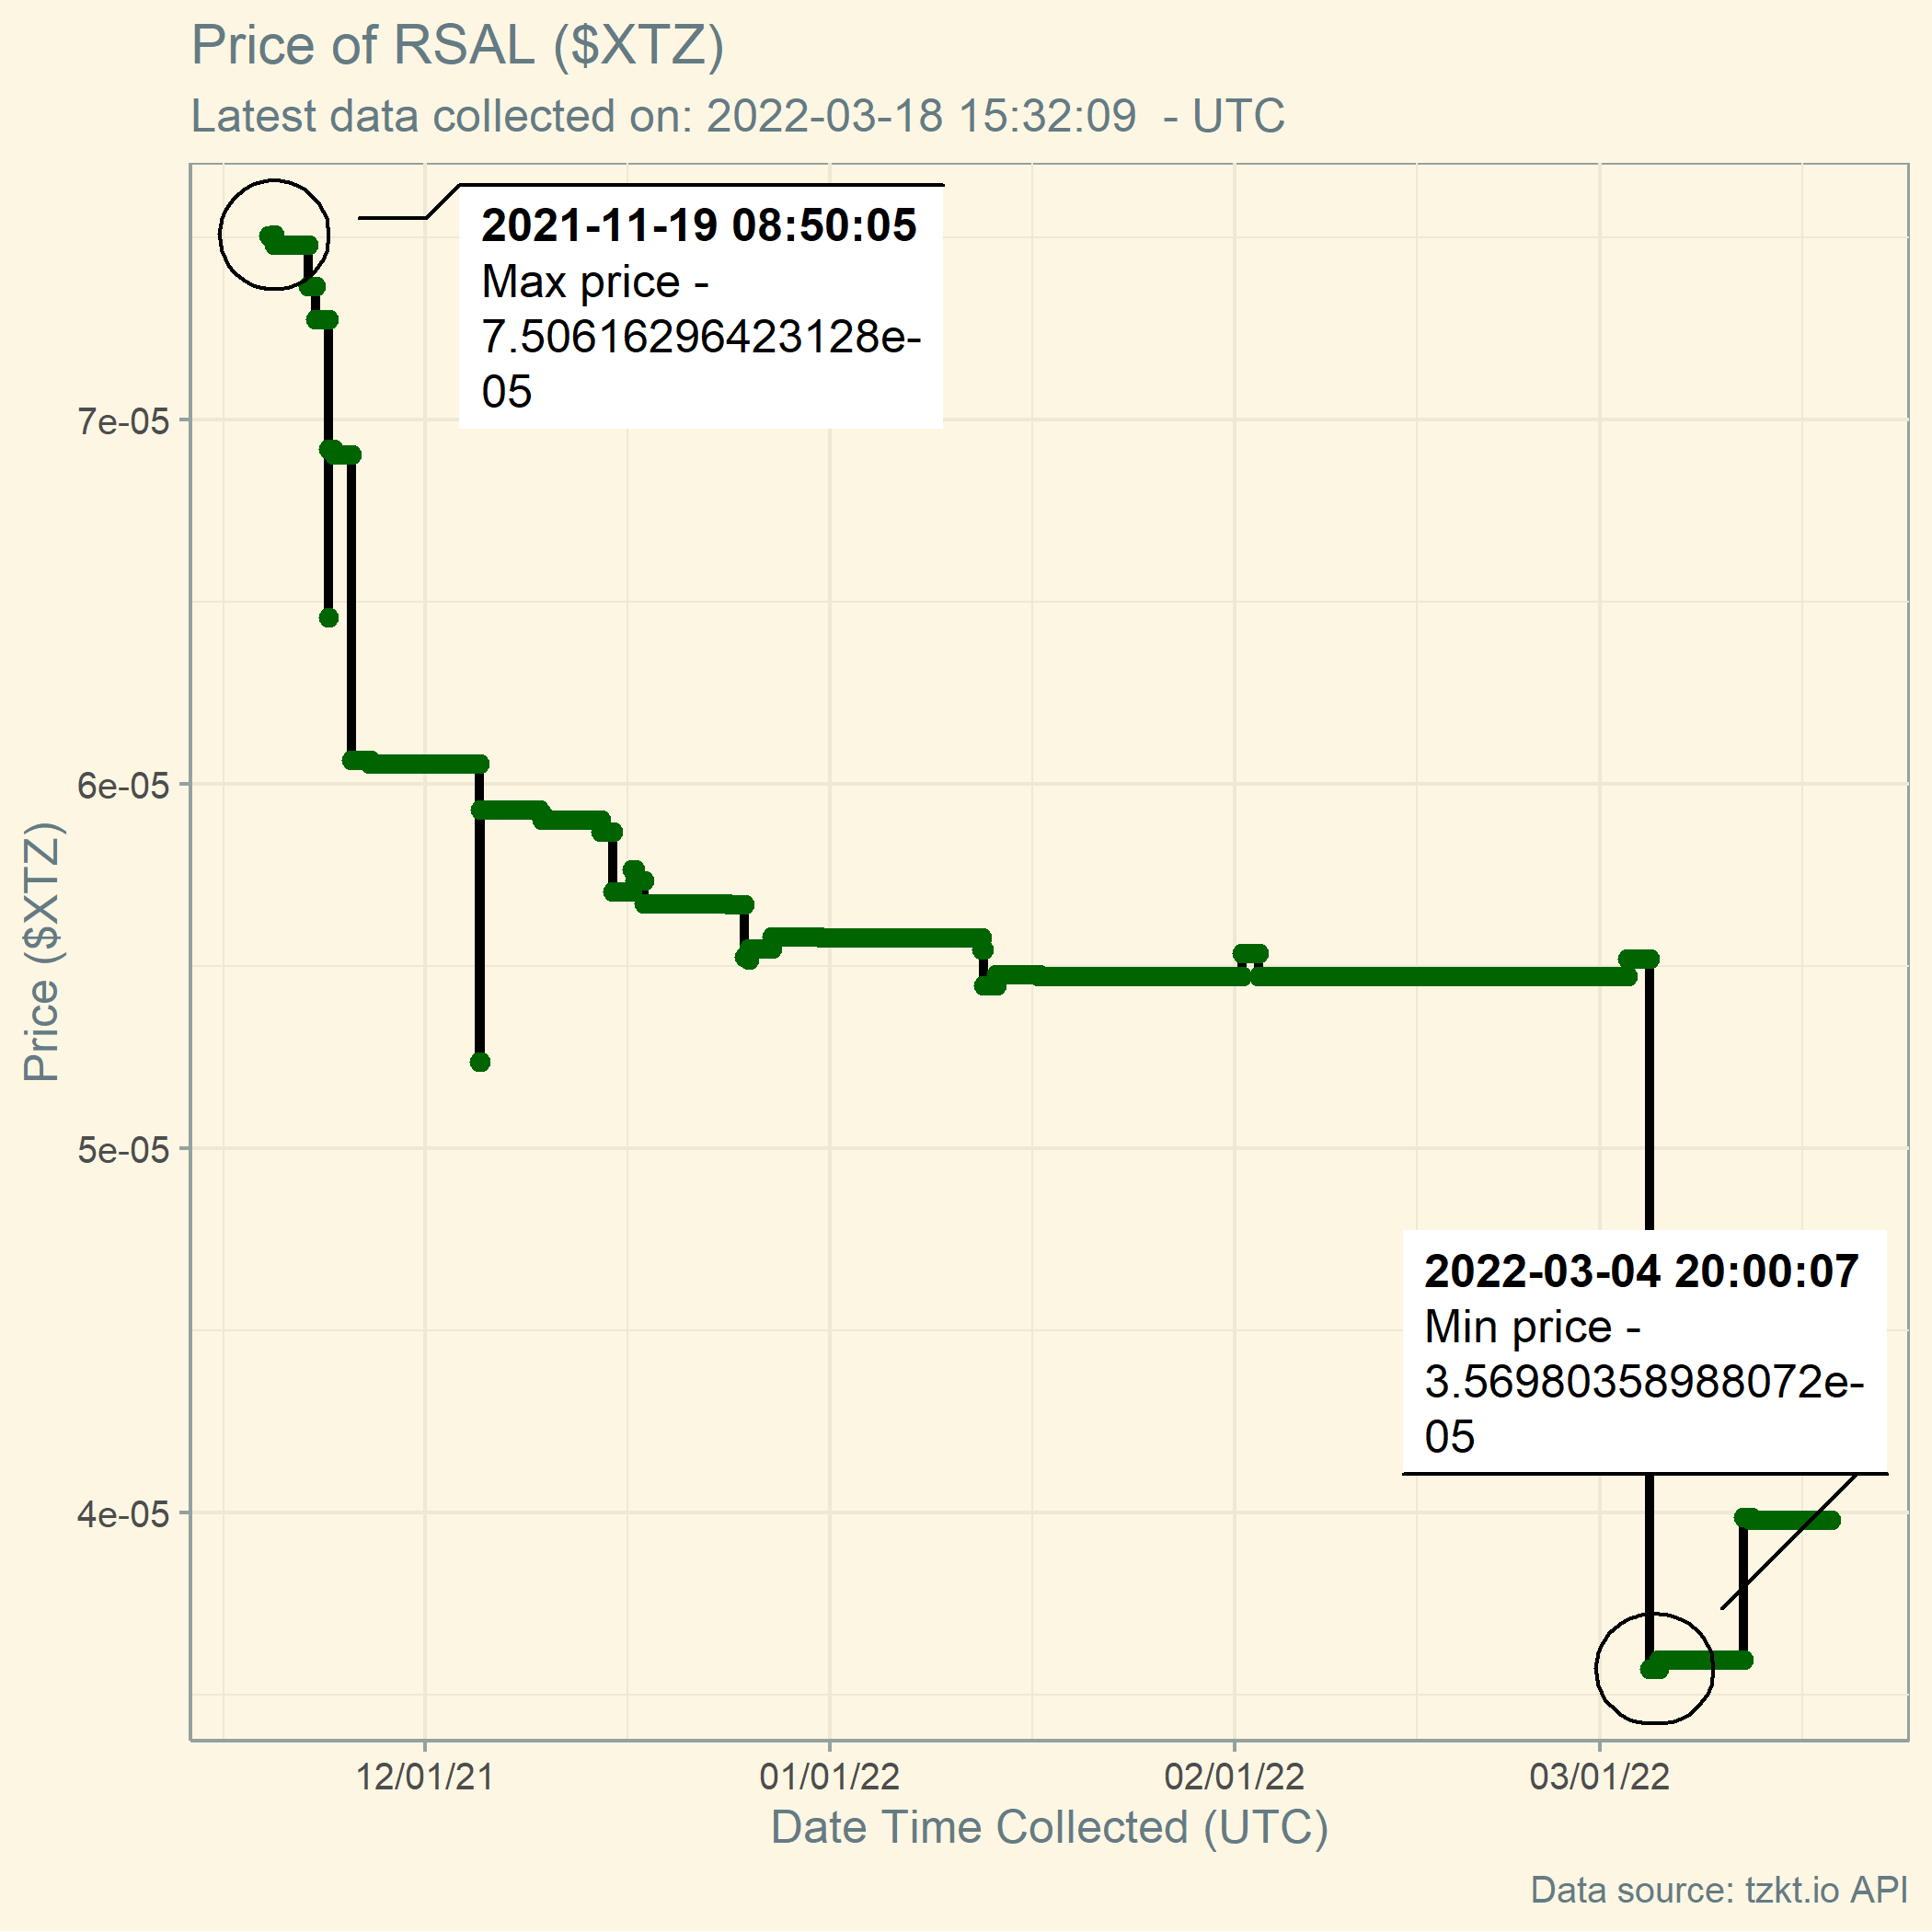 Price of RSAL ($XTZ)
Latest data collected on: 2022-03-18 15:32:09  - UTC
2021-11-19 08:50:05
Max price -
7.50616296423128e-
05
7e-05
6e-05
5e-05
4e-05
Price ($XTZ)
2022-03-04 20:00:07
Min price -
3.56980358988072e-
05
12/01/21
01/01/22
02/01/22
03/01/22
Date Time Collected (UTC)
Data source: tzkt.io API